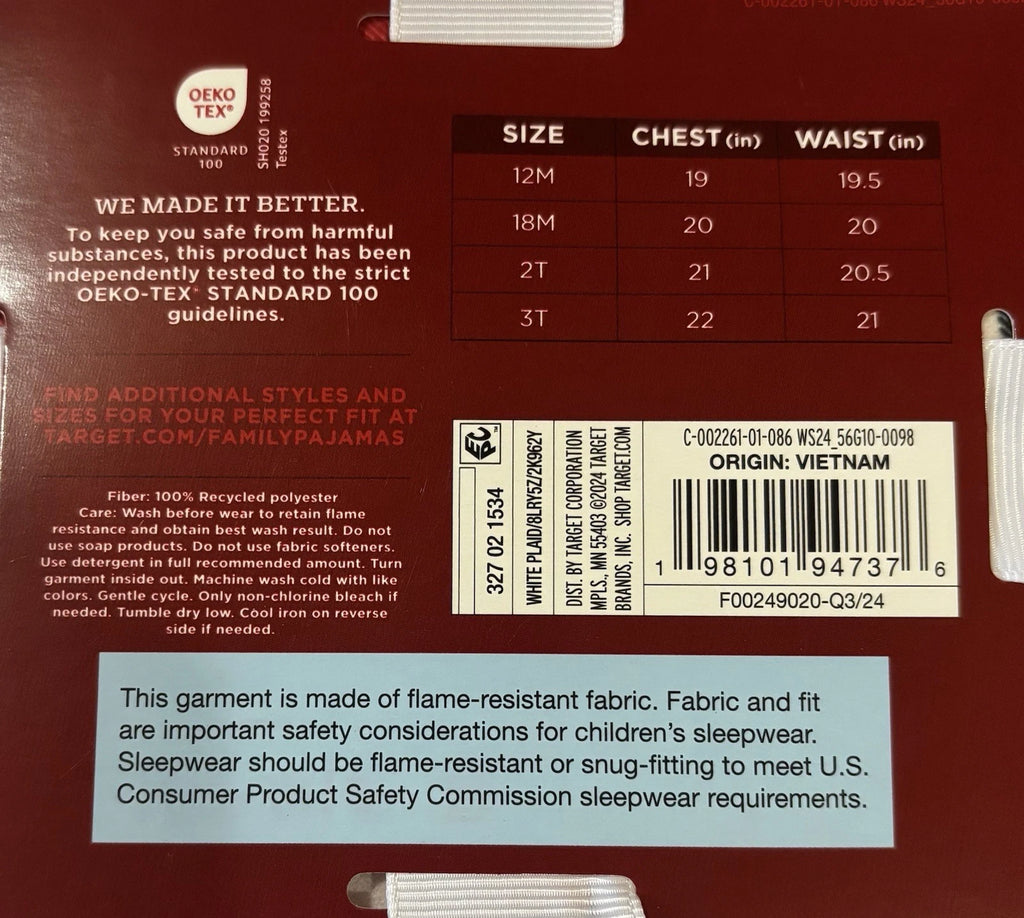 C-002261-01-086 WS24_56G10-0098
OEKO
TEX®
STANDARD
100
SH020 199258
Testex
WE MADE IT BETTER.
To keep you safe from harmful
substances, this product has been
independently tested to the strict
OEKO-TEX® STANDARD 100
guidelines.
FIND ADDITIONAL STYLES AND
SIZES FOR YOUR PERFECT FIT AT
TARGET.COM/FAMILYPAJAMAS
Fiber: 100% Recycled polyester
Care: Wash before wear to retain flame
resistance and obtain best wash result. Do not
use soap products. Do not use fabric softeners.
Use detergent in full recommended amount. Turn
garment inside out. Machine wash cold with like
colors. Gentle cycle. Only non-chlorine bleach if
needed. Tumble dry low. Cool iron on reverse
side if needed.
SIZE CHEST (in) WAIST (in)
12M 19 19.5
18M 20 20
2T 21 20.5
3T 22 21
EPC™
327 02 1534
WHITE PLAID/8LRY5Z/2K962Y
DIST. BY TARGET CORPORATION
MPLS., MN 55403 ©2024 TARGET
BRANDS, INC. SHOP TARGET.COM
C-002261-01-086 WS24_56G10-0098
ORIGIN: VIETNAM
1 98101 94737 6
F00249020-Q3/24
This garment is made of flame-resistant fabric. Fabric and fit
are important safety considerations for children's sleepwear.
Sleepwear should be flame-resistant or snug-fitting to meet U.S.
Consumer Product Safety Commission sleepwear requirements.